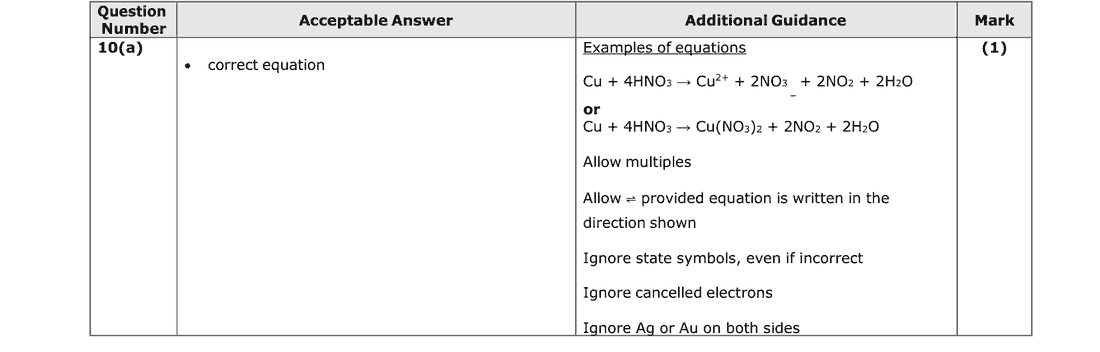 Question Number
Acceptable Answer
Additional Guidance
Mark
10(a)
• correct equation
Examples of equations
(1)
Cu + 4HNO₃ → Cu²⁺ + 2NO₃⁻ + 2NO₂ + 2H₂O
or
Cu + 4HNO₃ → Cu(NO₃)₂ + 2NO₂ + 2H₂O
Allow multiples
Allow ⇌ provided equation is written in the
direction shown
Ignore state symbols, even if incorrect
Ignore cancelled electrons
Ignore Ag or Au on both sides